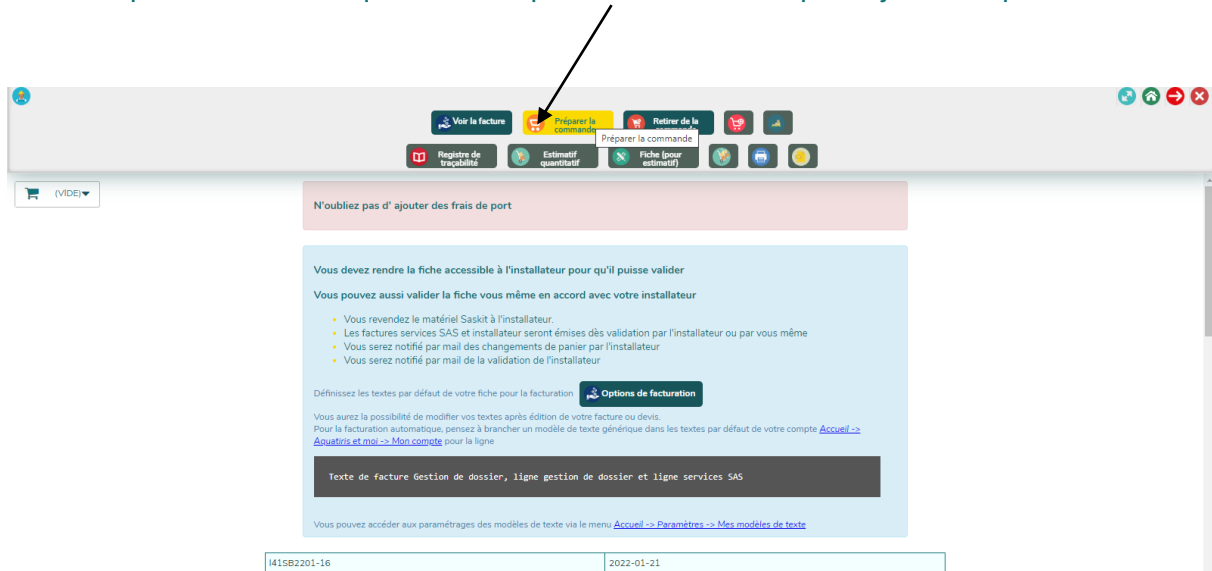 Voir la facture
Préparer la
commande
Retirer de la
Préparer la commande
Registre de
traçabilité
Estimatif
quantitatif
Fiche (pour
estimatif)
(VIDE)
N'oubliez pas d' ajouter des frais de port
Vous devez rendre la fiche accessible à l'installateur pour qu'il puisse valider
Vous pouvez aussi valider la fiche vous même en accord avec votre installateur
Vous revendez le matériel Saskit à l'installateur.
Les factures services SAS et installateur seront émises dès validation par l'installateur ou par vous même
Vous serez notifié par mail des changements de panier par l'installateur
Vous serez notifié par mail de la validation de l'installateur
Définissez les textes par défaut de votre fiche pour la facturation Options de facturation
Vous aurez la possibilité de modifier vos textes après édition de votre facture ou devis.
Pour la facturation automatique, pensez à brancher un modèle de texte générique dans les textes par défaut de votre compte Accueil ->
Aquatiris et moi -> Mon compte pour la ligne
Texte de facture Gestion de dossier, ligne gestion de dossier et ligne services SAS
Vous pouvez accéder aux paramétrages des modèles de texte via le menu Accueil -> Paramètres -> Mes modèles de texte
I41SB2201-16 2022-01-21